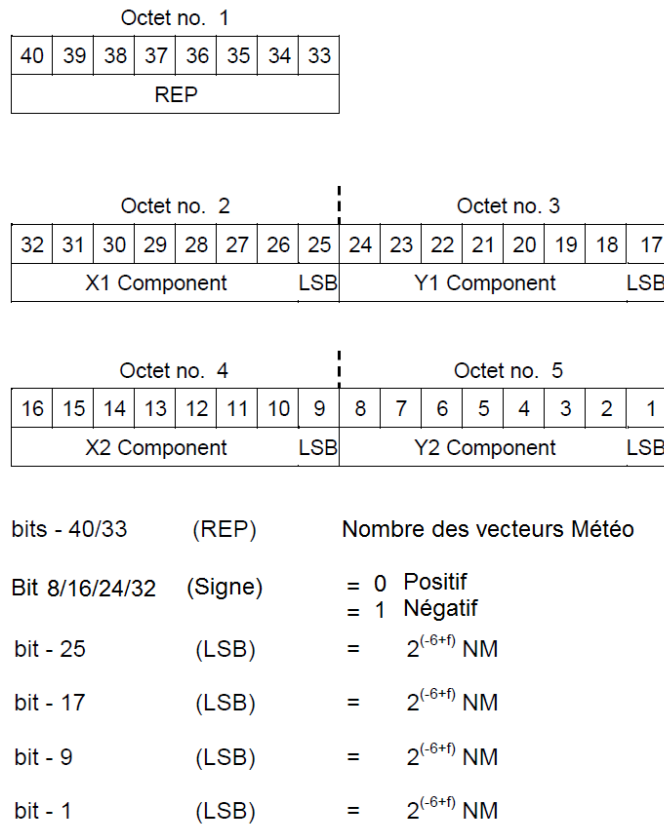 Octet no. 1
40 39 38 37 36 35 34 33
REP
Octet no. 2 Octet no. 3
32 31 30 29 28 27 26 25 24 23 22 21 20 19 18 17
X1 Component LSB Y1 Component LSB
Octet no. 4 Octet no. 5
16 15 14 13 12 11 10 9 8 7 6 5 4 3 2 1
X2 Component LSB Y2 Component LSB
bits - 40/33 (REP) Nombre des vecteurs Météo
Bit 8/16/24/32 (Signe) = 0 Positif
= 1 Négatif
bit - 25 (LSB) = 2^(-6+f) NM
bit - 17 (LSB) = 2^(-6+f) NM
bit - 9 (LSB) = 2^(-6+f) NM
bit - 1 (LSB) = 2^(-6+f) NM